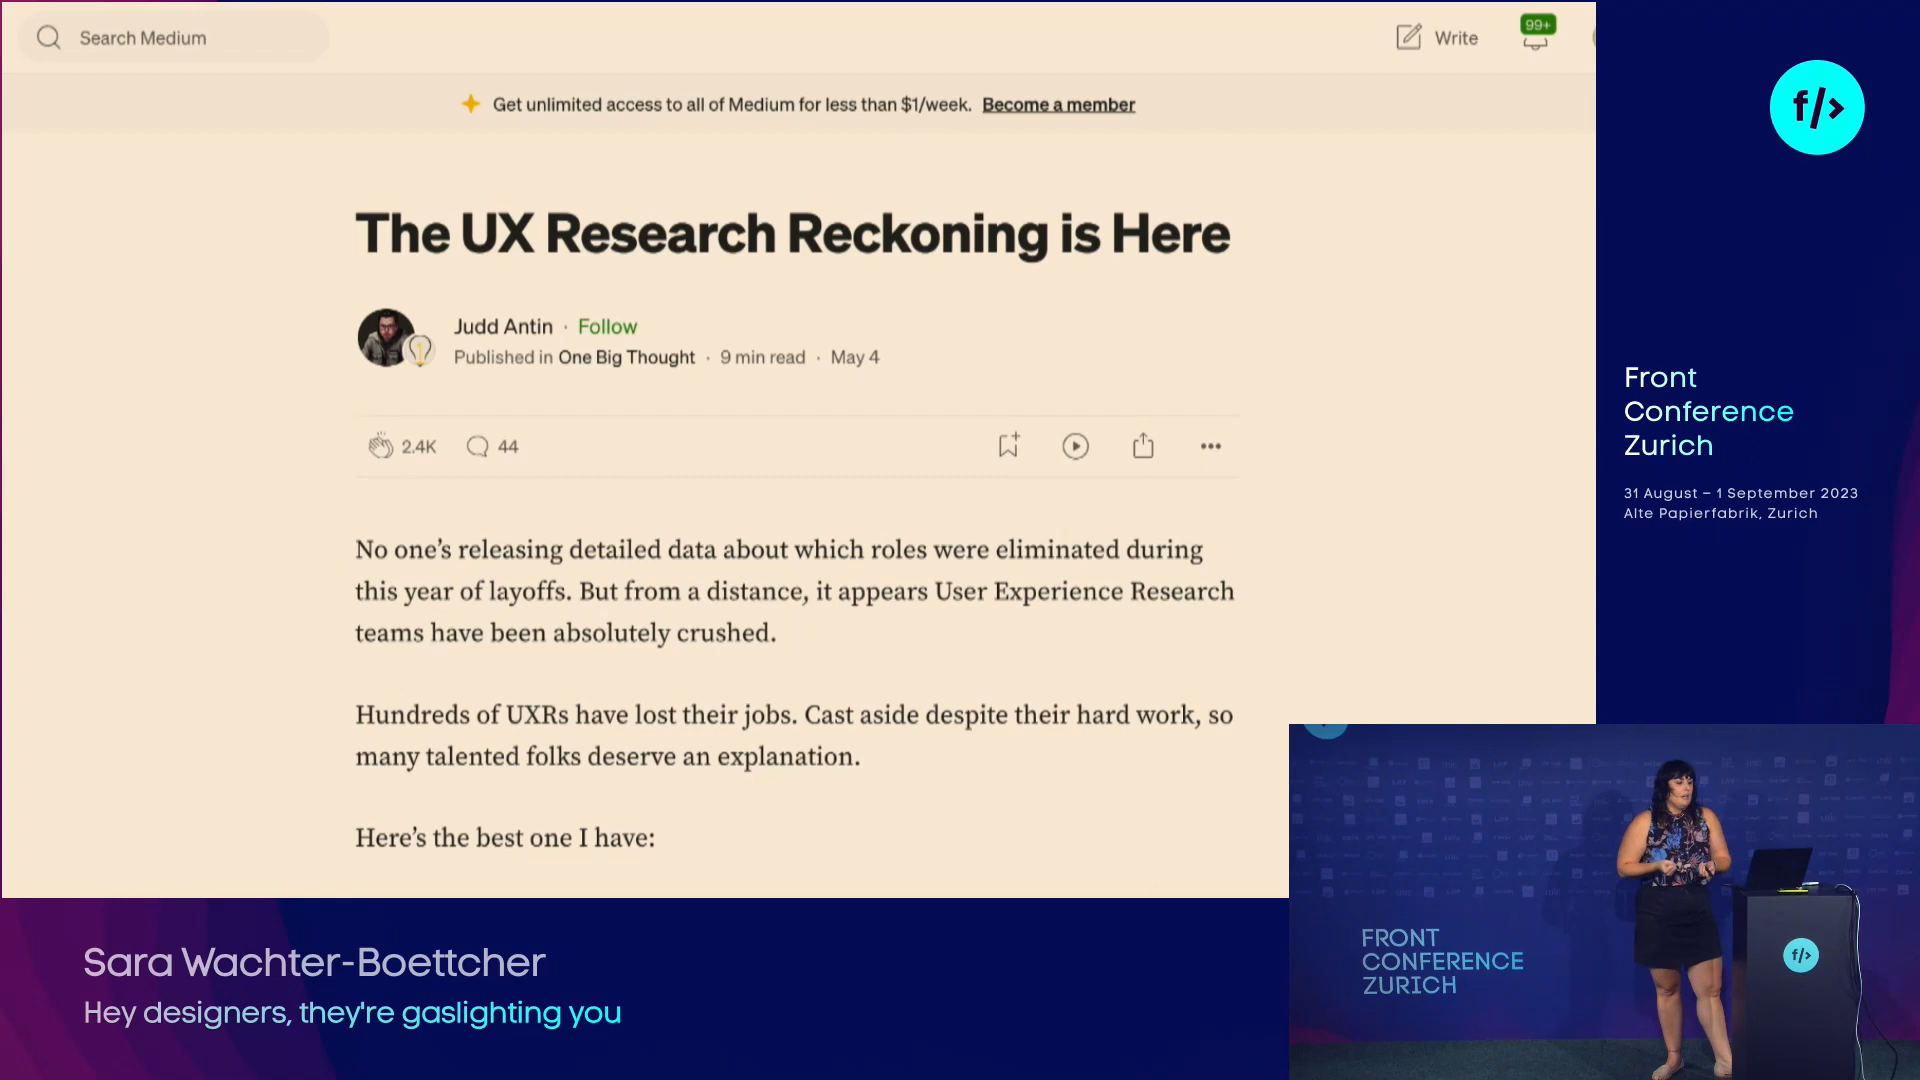 Search Medium
Write
99+
Get unlimited access to all of Medium for less than $1/week. Become a member
The UX Research Reckoning is Here
Judd Antin · Follow
Published in One Big Thought · 9 min read · May 4
2.4K
44
No one's releasing detailed data about which roles were eliminated during
this year of layoffs. But from a distance, it appears User Experience Research
teams have been absolutely crushed.
Hundreds of UXRs have lost their jobs. Cast aside despite their hard work, so
many talented folks deserve an explanation.
Here's the best one I have:
f/>
Front
Conference
Zurich
31 August – 1 September 2023
Alte Papierfabrik, Zurich
FRONT
CONFERENCE
ZURICH
f/>
Sara Wachter-Boettcher
Hey designers, they're gaslighting you